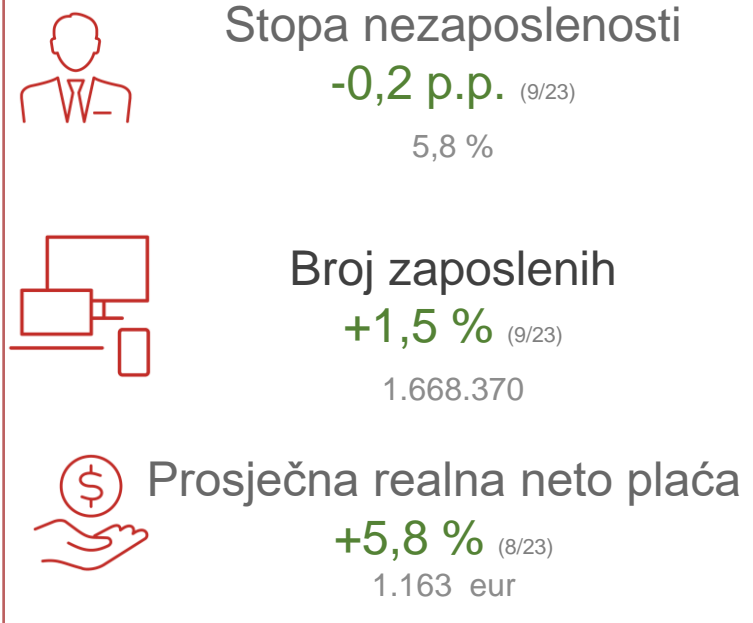 Stopa nezaposlenosti
-0,2 p.p. (9/23)
5,8 %
Broj zaposlenih
+1,5 % (9/23)
1.668.370
$
Prosječna realna neto plaća
+5,8 % (8/23)
1.163 eur